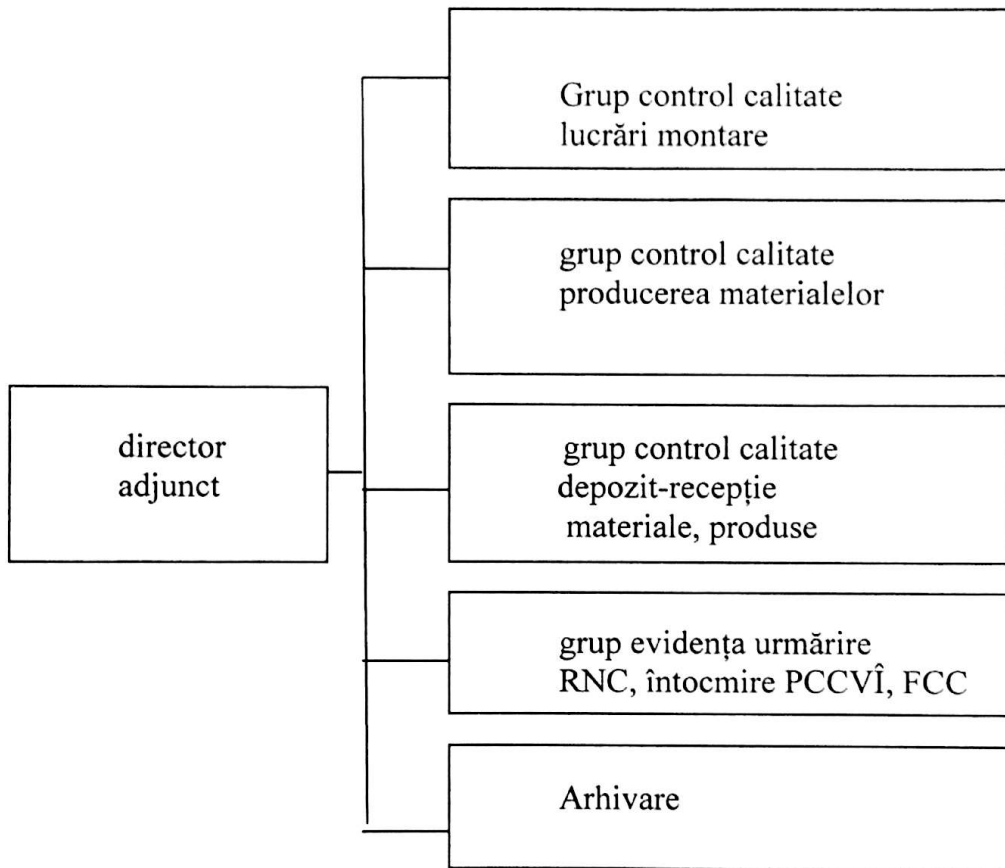 Grup control calitate
lucrări montare
grup control calitate
producerea materialelor
director
adjunct
grup control calitate
depozit-recepție
materiale, produse
grup evidența urmărire
RNC, întocmire PCCVÎ, FCC
Arhivare